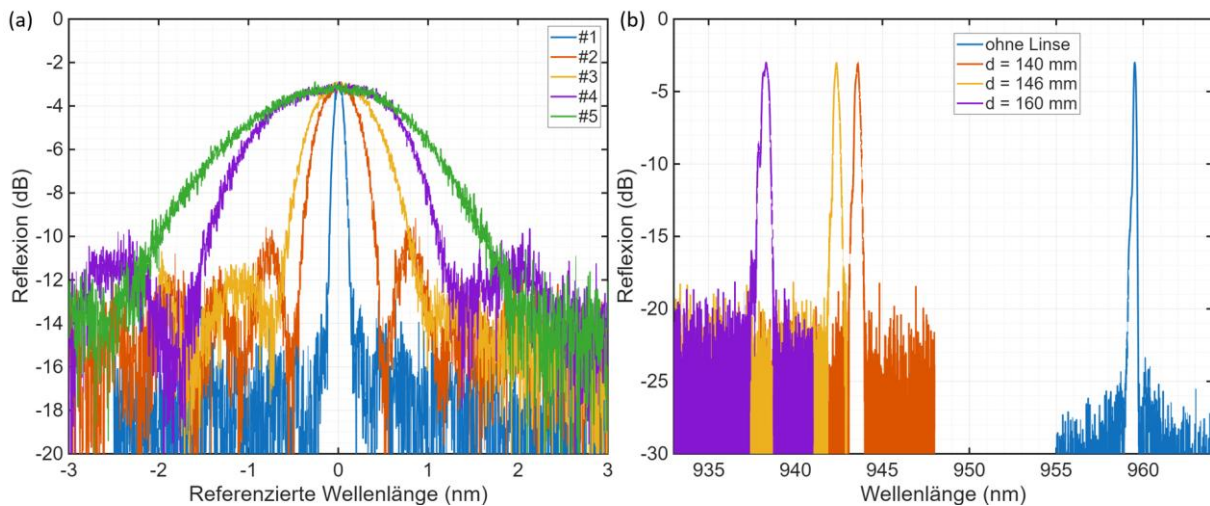 (a)
0
-2
-4
-6
-8
-10
-12
-14
-16
-18
-20
Reflexion (dB)
-3 -2 -1 0 1 2 3
Referenzierte Wellenlänge (nm)
#1
#2
#3
#4
#5
(b)
0
-5
-10
-15
-20
-25
-30
Reflexion (dB)
935 940 945 950 955 960
Wellenlänge (nm)
ohne Linse
d = 140 mm
d = 146 mm
d = 160 mm